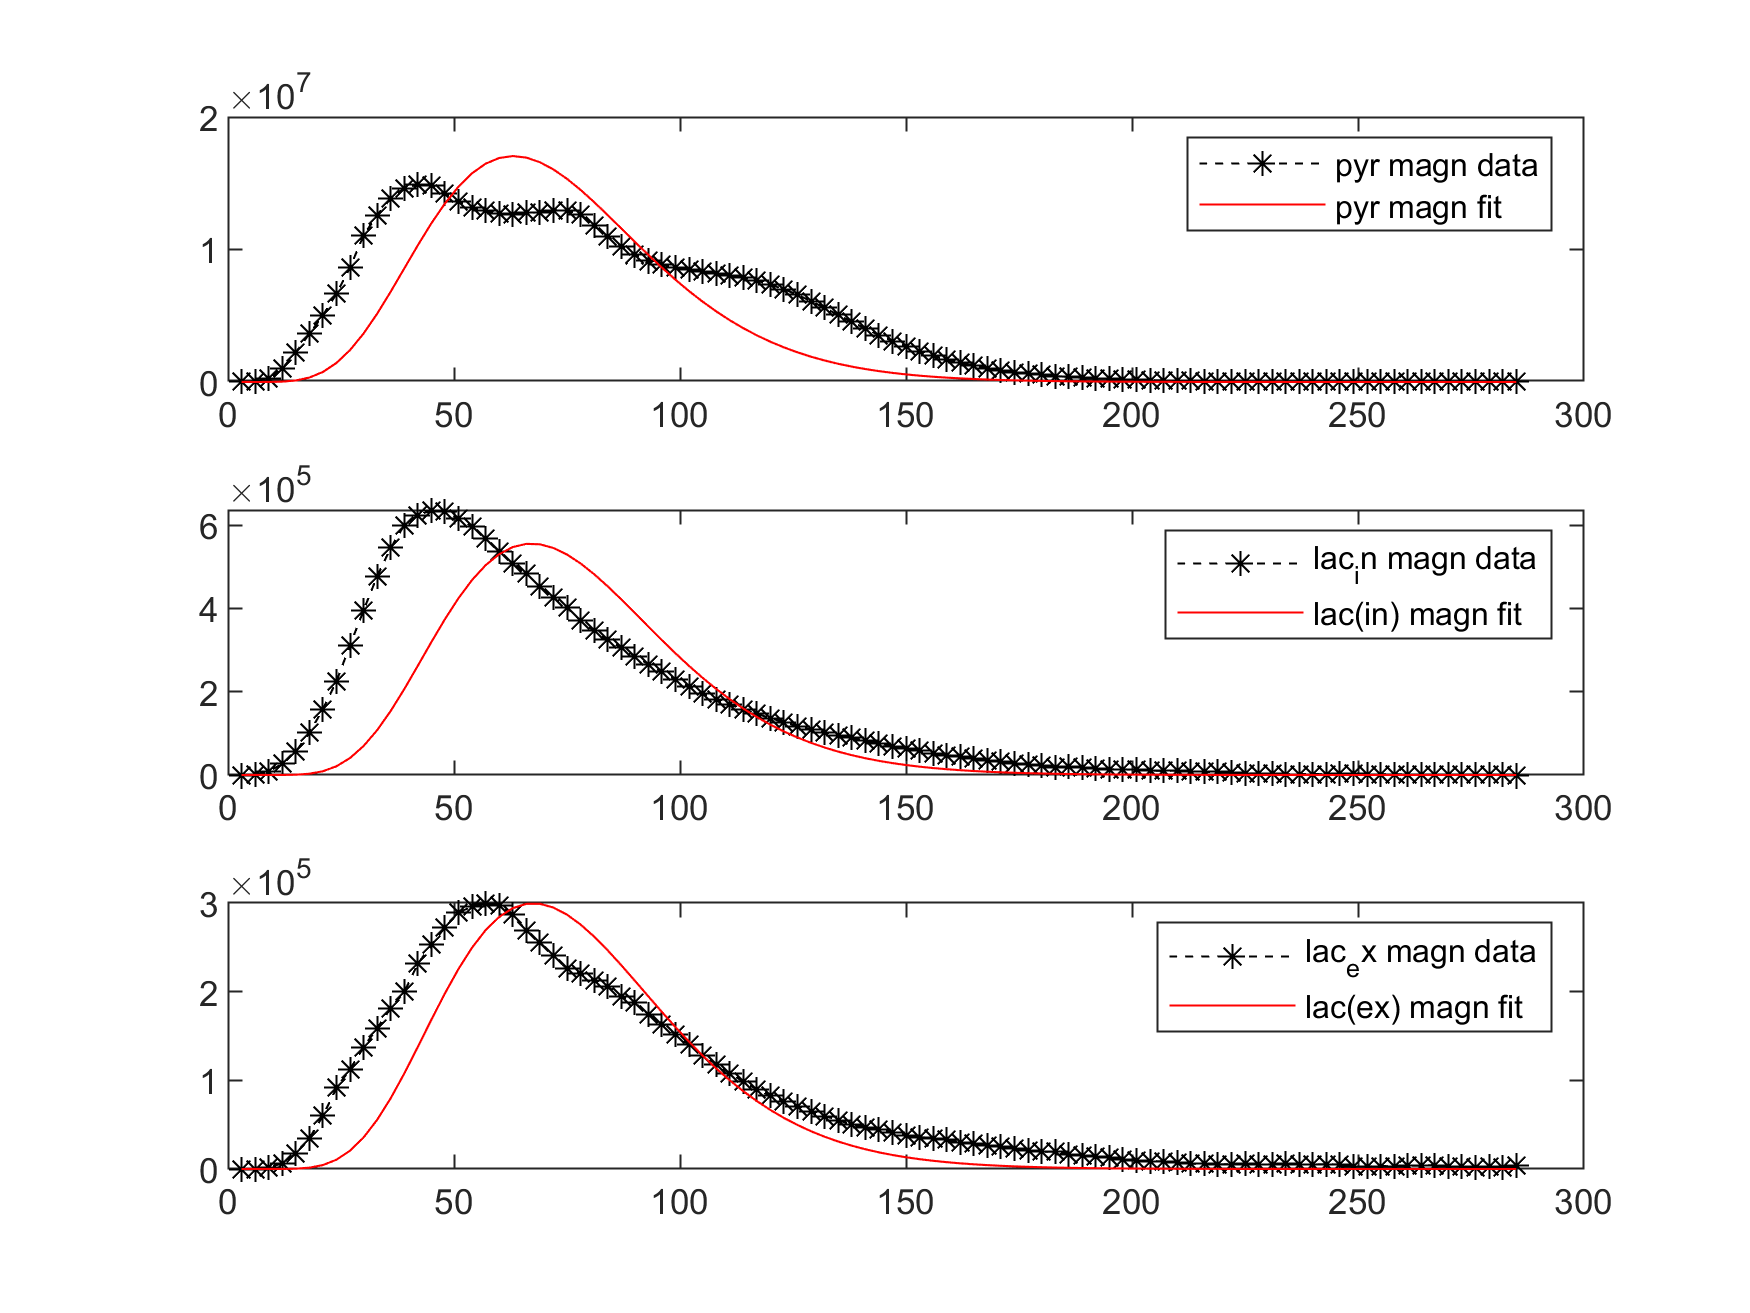 ×10^7
2
1
0
0 50 100 150 200 250 300
pyr magn data
pyr magn fit
×10^5
6
4
2
0
0 50 100 150 200 250 300
lac_in magn data
lac(in) magn fit
×10^5
3
2
1
0
0 50 100 150 200 250 300
lac_ex magn data
lac(ex) magn fit